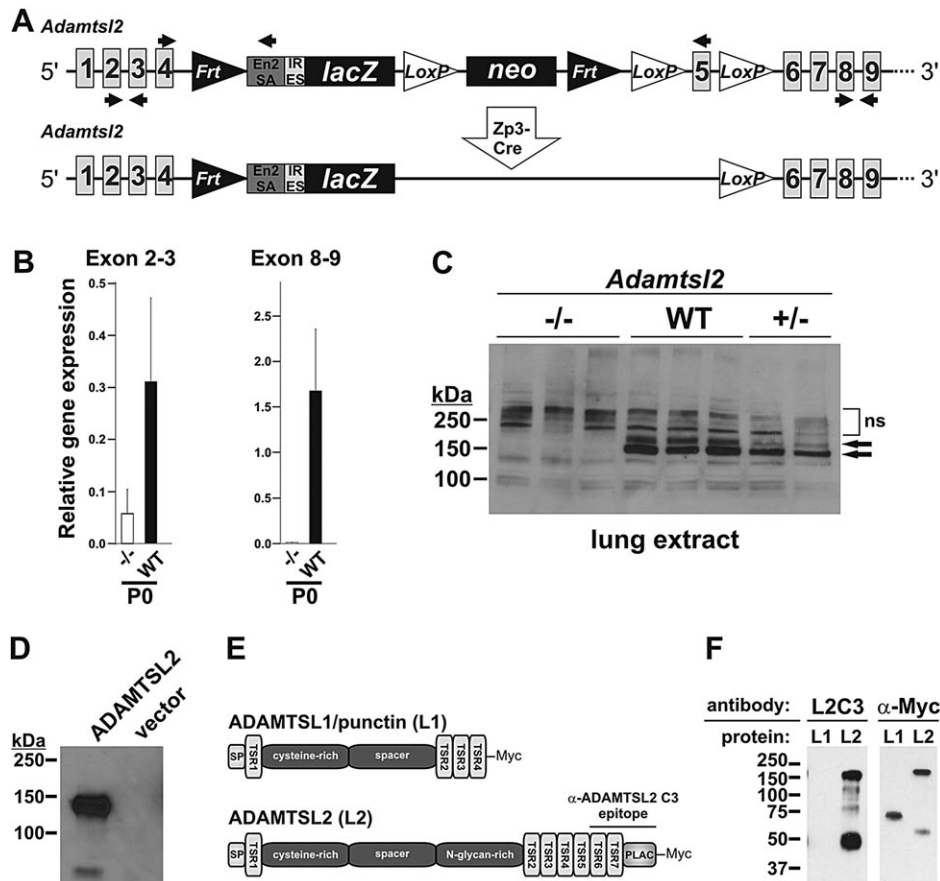 A
Adamtsl2
5' 1 2 3 4 Frt En2 SA IR ES lacZ LoxP neo Frt LoxP 5 LoxP 6 7 8 9 3'
Zp3-
Cre
Adamtsl2
5' 1 2 3 4 Frt En2 SA IR ES lacZ LoxP 6 7 8 9 3'
B
Exon 2-3
Exon 8-9
Relative gene expression
0.5
0.4
0.3
0.2
0.1
0.0
-/-
WT
P0
2.5
2.0
1.5
1.0
0.5
0.0
-/-
WT
P0
C
Adamtsl2
-/- WT +/-
kDa
250
150
100
ns
lung extract
D
ADAMTSL2
vector
kDa
250
150
100
E
ADAMTSL1/punctin (L1)
SP TSR1 cysteine-rich spacer TSR2 TSR3 TSR4 -Myc
α-ADAMTSL2 C3
epitope
ADAMTSL2 (L2)
SP TSR1 cysteine-rich spacer N-glycan-rich TSR2 TSR3 TSR4 TSR5 TSR6 TSR7 PLAC -Myc
F
antibody: L2C3 α-Myc
protein: L1 L2 L1 L2
250
150
100
75
50
37